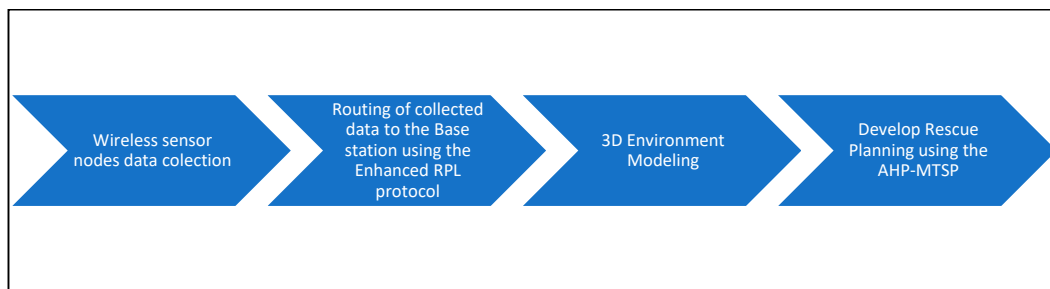 Wireless sensor
nodes data colection
Routing of collected
data to the Base
station using the
Enhanced RPL
protocol
3D Environment
Modeling
Develop Rescue
Planning using the
AHP-MTSP